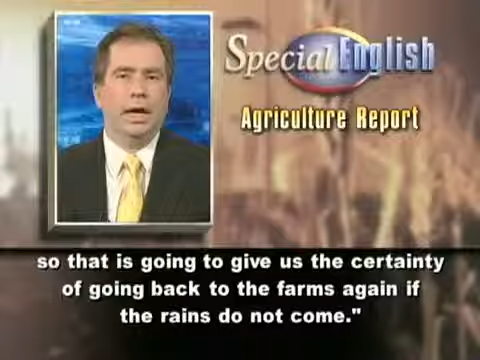 Special English
Agriculture Report
so that is going to give us the certainty
of going back to the farms again if
the rains do not come."